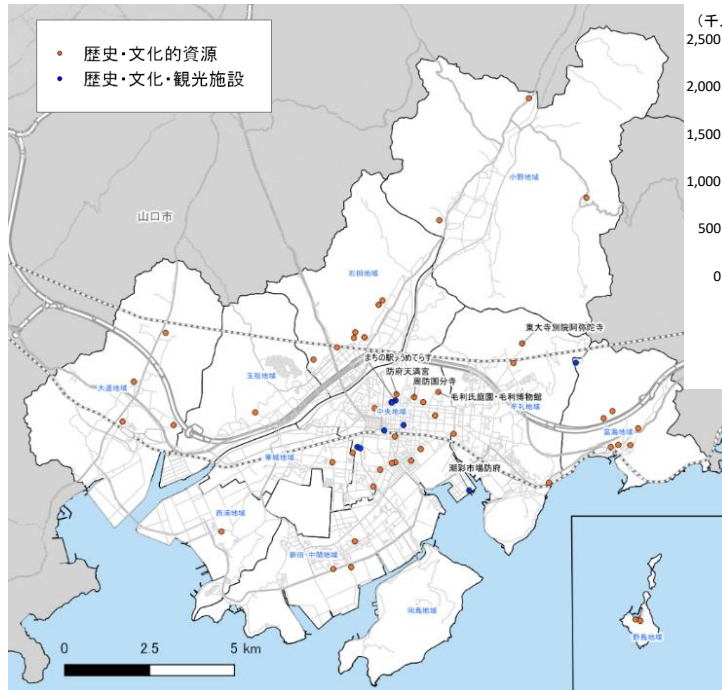 歴史・文化的資源
歴史・文化・観光施設
(千
2,500
2,000
1,500
1,000
500
0
小野地域
山口市
右田地域
東大寺別院阿弥陀寺
まちの駅うめてらす
防府天満宮
周防国分寺
玉祖地域
毛利氏庭園・毛利博物館
大道地域
中央地域
牟礼地域
富海地域
華城地域
潮彩市場防府
西浦地域
新田・中関地域
向島地域
野島地域
0 2.5 5 km